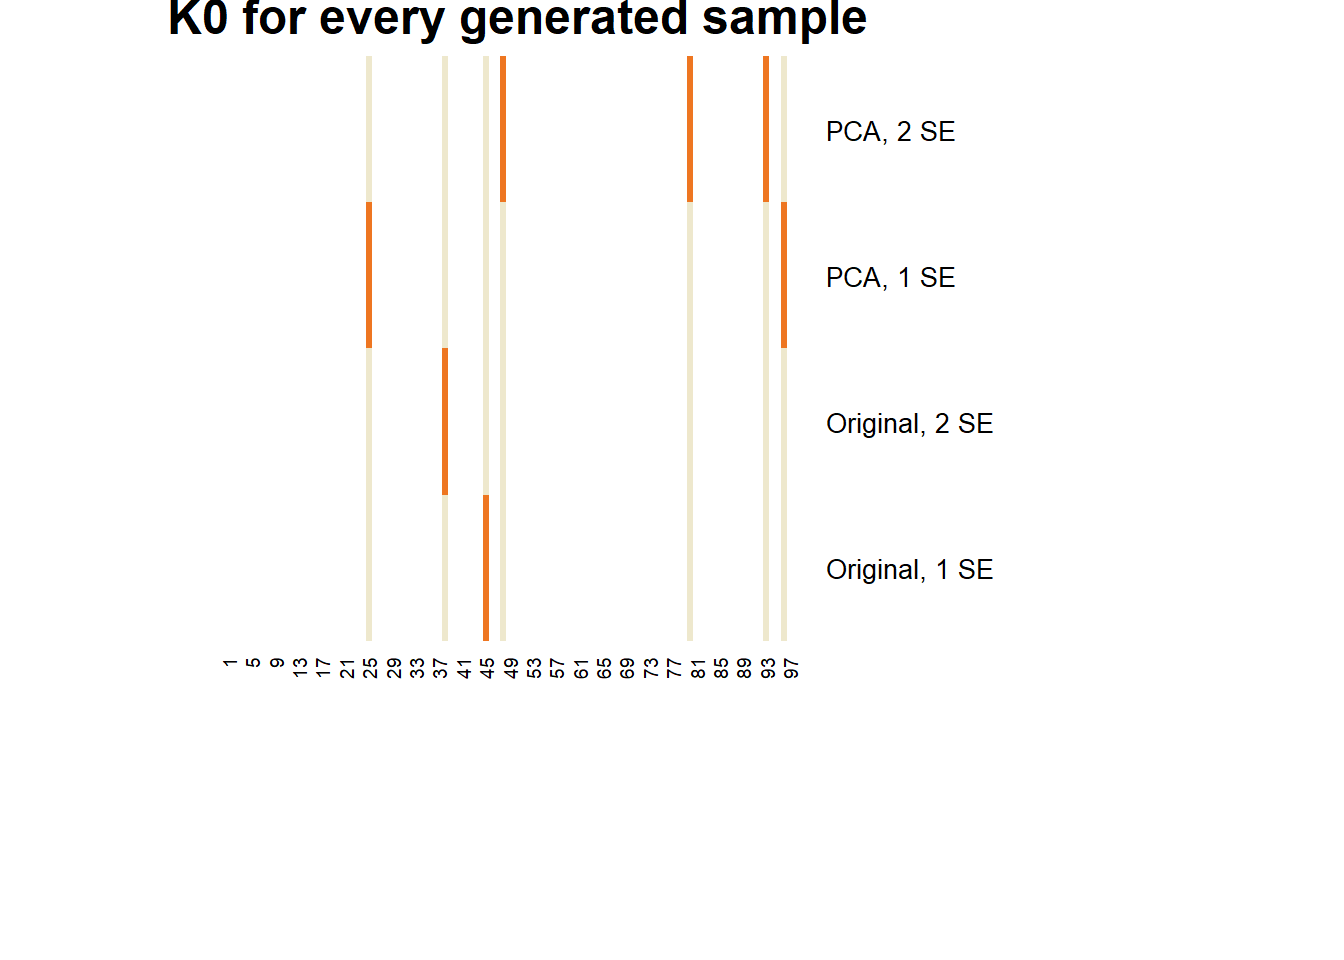 K0 for every generated sample
PCA, 2 SE
PCA, 1 SE
Original, 2 SE
Original, 1 SE
1 5 9 13 17 21 25 29 33 37 41 45 49 53 57 61 65 69 73 77 81 85 89 93 97